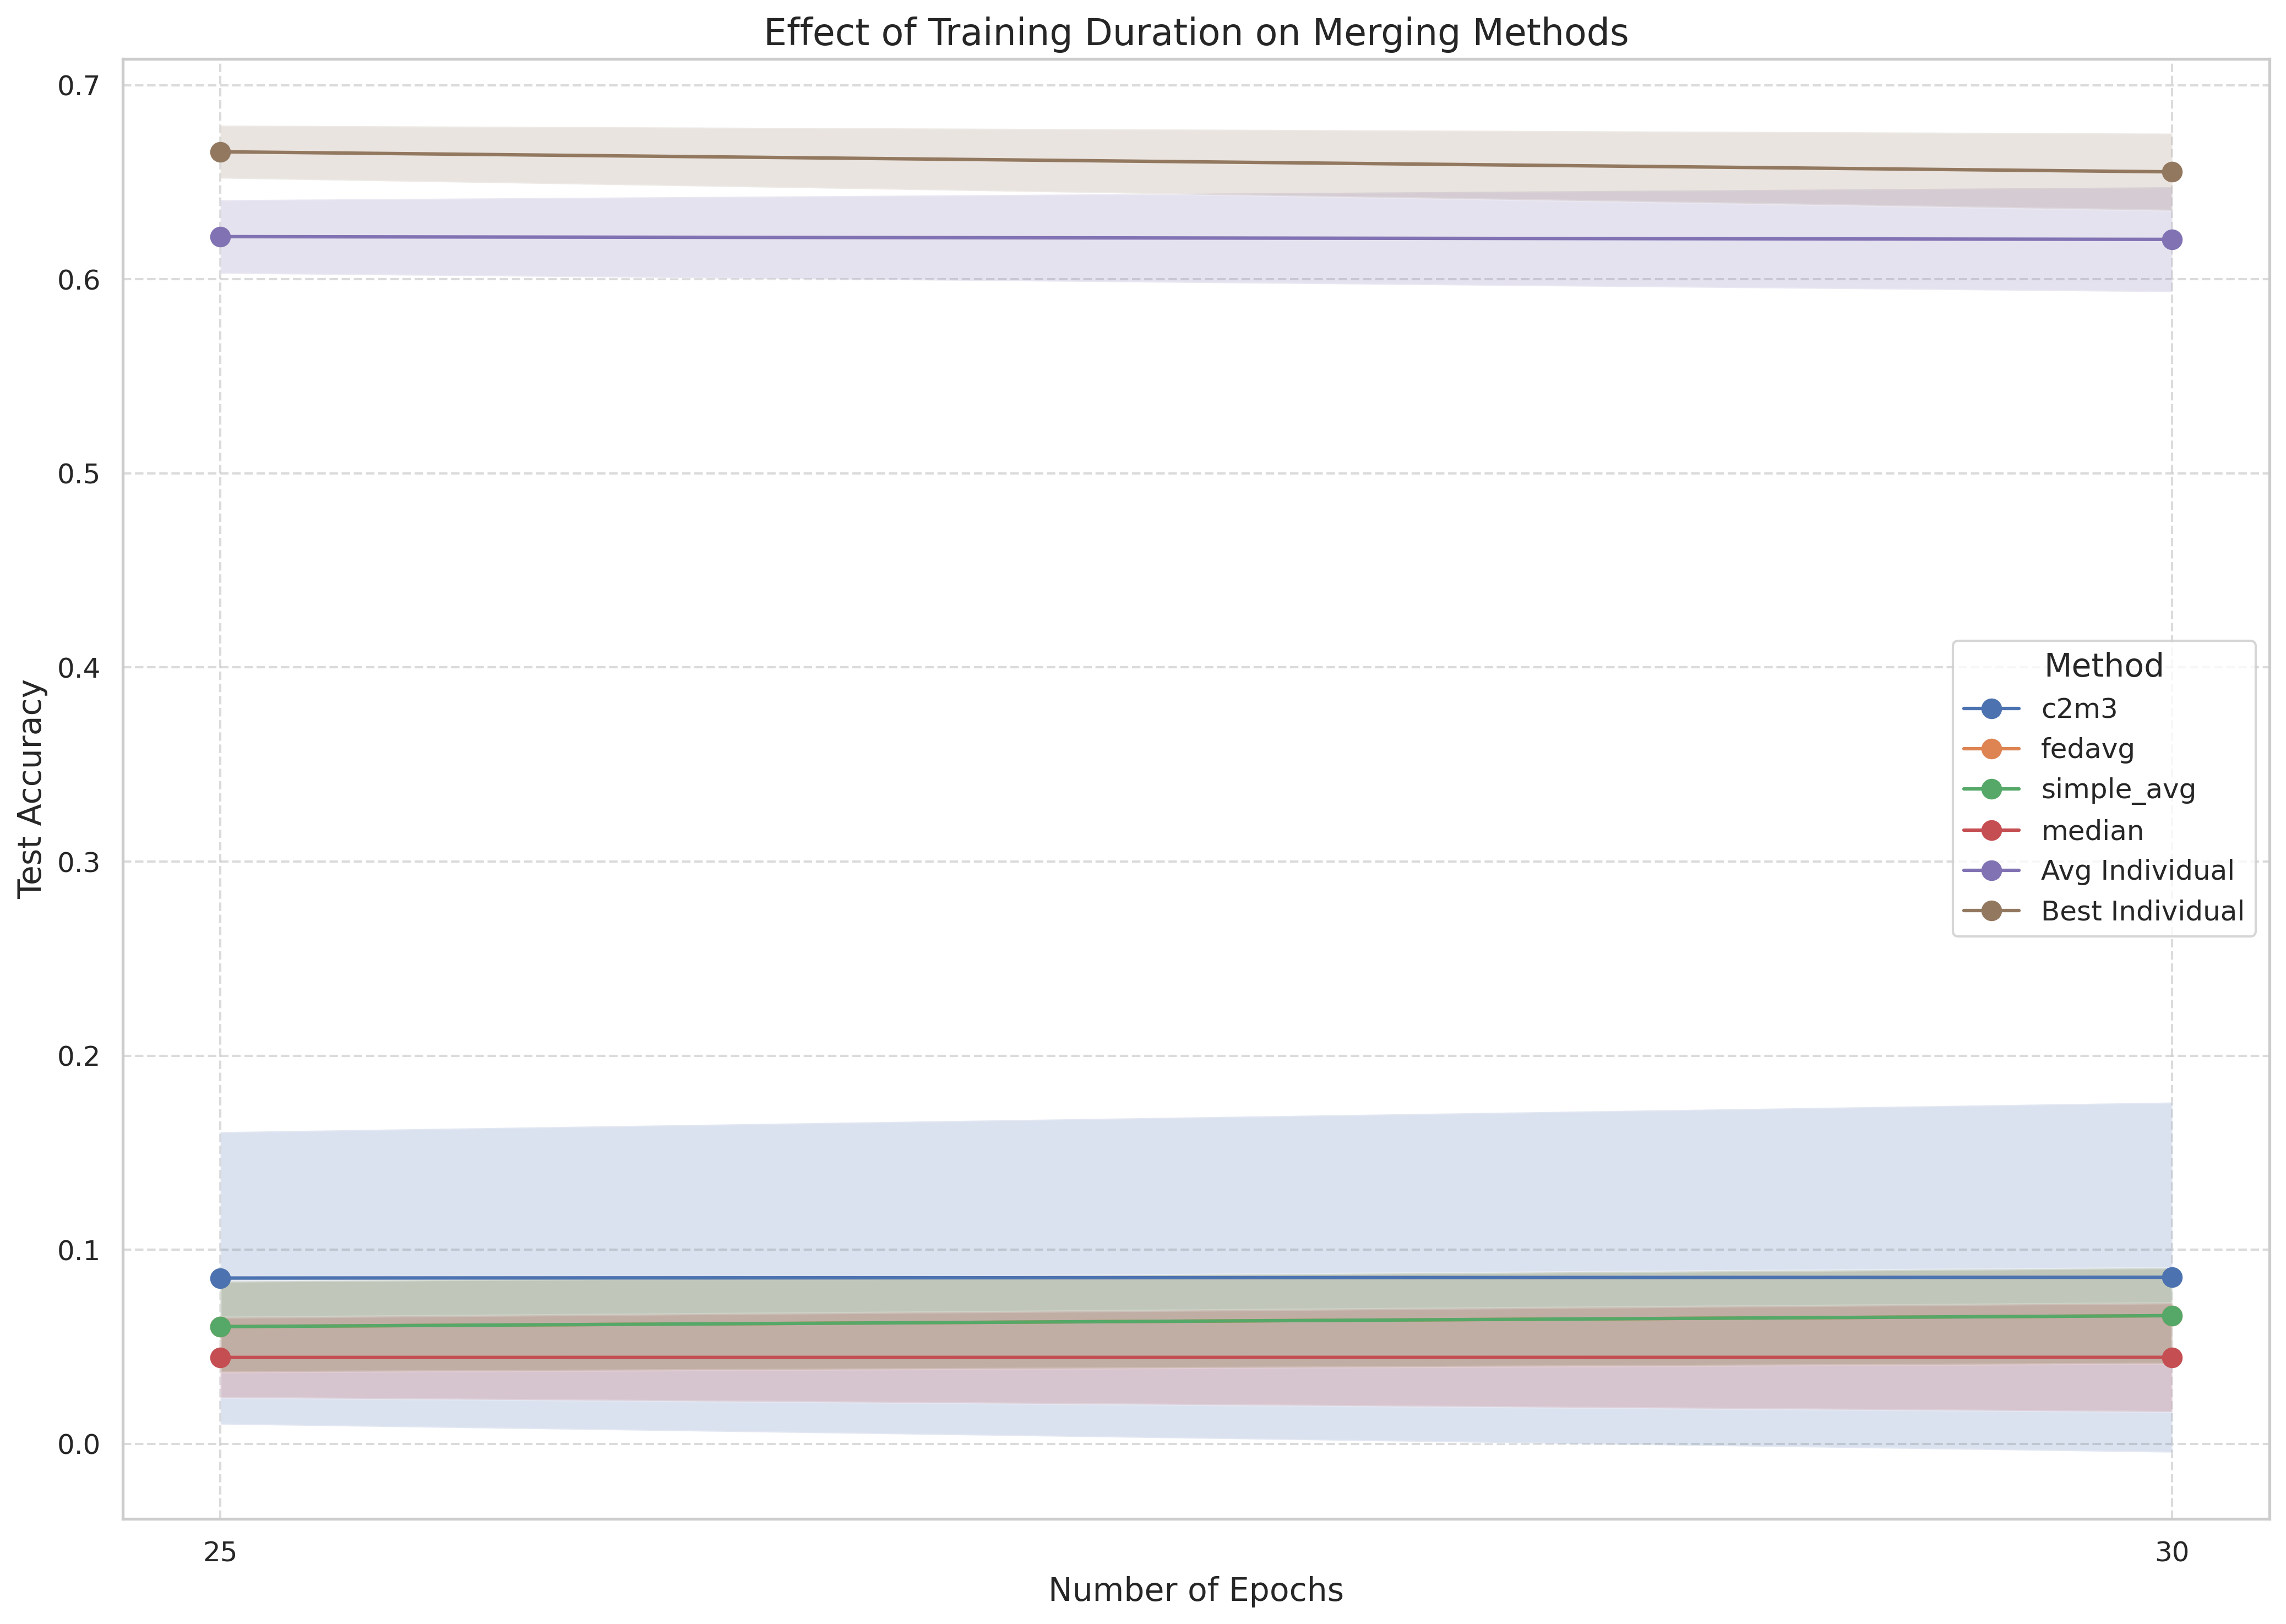 Effect of Training Duration on Merging Methods
Test Accuracy
0.7
0.6
0.5
0.4
0.3
0.2
0.1
0.0
Method
c2m3
fedavg
simple_avg
median
Avg Individual
Best Individual
25
30
Number of Epochs